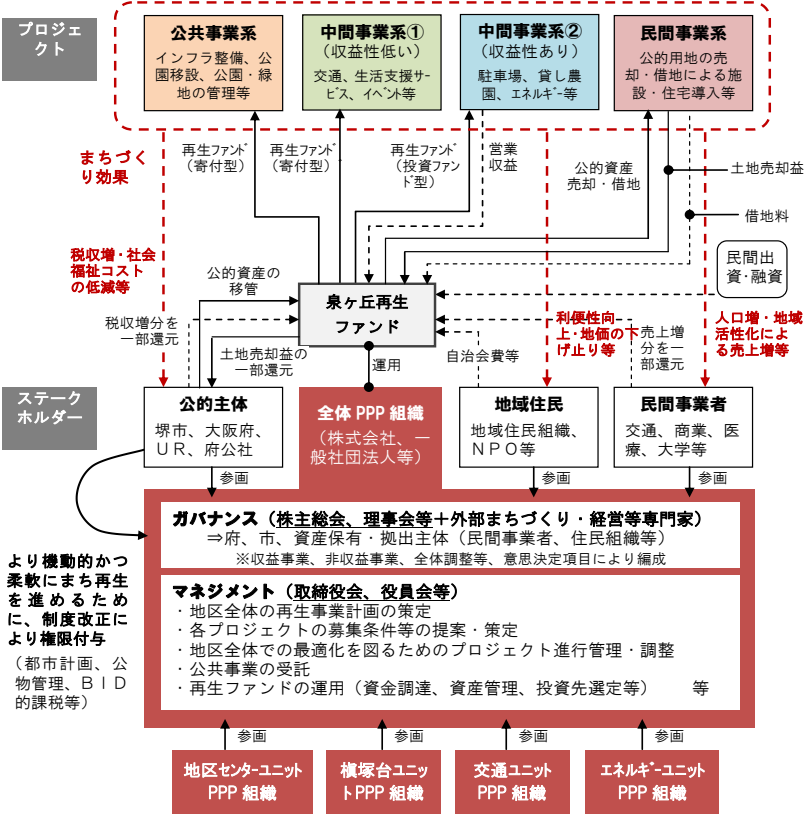 プロジェ
クト
公共事業系
インフラ整備、公
園移設、公園・緑
地の管理等
中間事業系①
（収益性低い）
交通、生活支援サー
ビス、イベント等
中間事業系②
（収益性あり）
駐車場、貸し農
園、エネルギー等
民間事業系
公的用地の売
却・借地による施
設・住宅導入等
まちづく
り効果
再生ファンド
（寄付型）
再生ファンド
（寄付型）
再生ファンド
（投資ファン
ド型）
営業
収益
公的資産
売却・借地
土地売却益
借地料
税収増・社会
福祉コスト
の低減等
公的資産の
移管
民間出
資・融資
泉ヶ丘再生
ファンド
税収増分を
一部還元
土地売却益の
一部還元
運用
自治会費等
利便性向
上・地価の下
げ止り等
売上増
分を一
部還元
人口増・地域
活性化によ
る売上増等
ステーク
ホルダー
公的主体
堺市、大阪府、
ＵＲ、府公社
全体 PPP 組織
（株式会社、一
般社団法人等）
地域住民
地域住民組織、
ＮＰＯ等
民間事業者
交通、商業、医
療、大学等
参画
参画
参画
ガバナンス（株主総会、理事会等＋外部まちづくり・経営等専門家）
⇒府、市、資産保有・拠出主体（民間事業者、住民組織等）
※収益事業、非収益事業、全体調整等、意思決定項目により編成
マネジメント（取締役会、役員会等）
・地区全体の再生事業計画の策定
・各プロジェクトの募集条件等の提案・策定
・地区全体での最適化を図るためのプロジェクト進行管理・調整
・公共事業の受託
・再生ファンドの運用（資金調達、資産管理、投資先選定等）　　等
より機動的かつ
柔軟にまち再生
を進めるため
に、制度改正に
より権限付与
（都市計画、公
物管理、ＢＩＤ
的課税等）
参画
参画
参画
参画
地区センターユニット
PPP 組織
槇塚台ユニッ
トPPP 組織
交通ユニット
PPP 組織
エネルギーユニット
PPP 組織